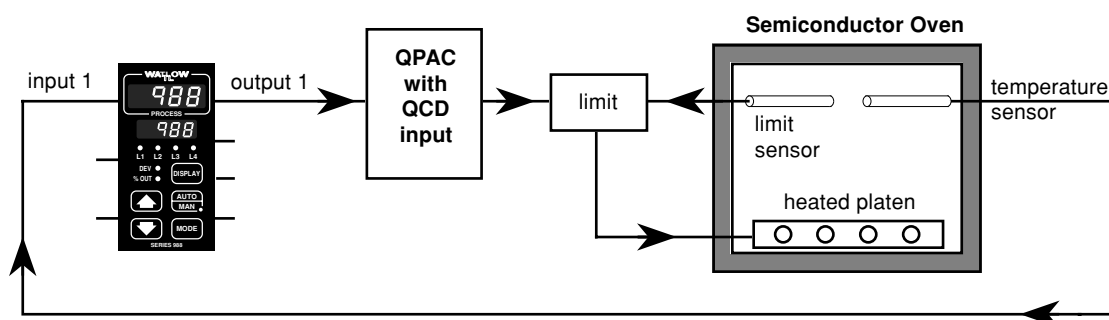 Semiconductor Oven
input 1
WATLOW
988
PROCESS
988
L1 L2 L3 L4
DEV
% OUT
DISPLAY
AUTO
MAN
MODE
SERIES 988
output 1
QPAC
with
QCD
input
limit
limit
sensor
heated platen
temperature
sensor